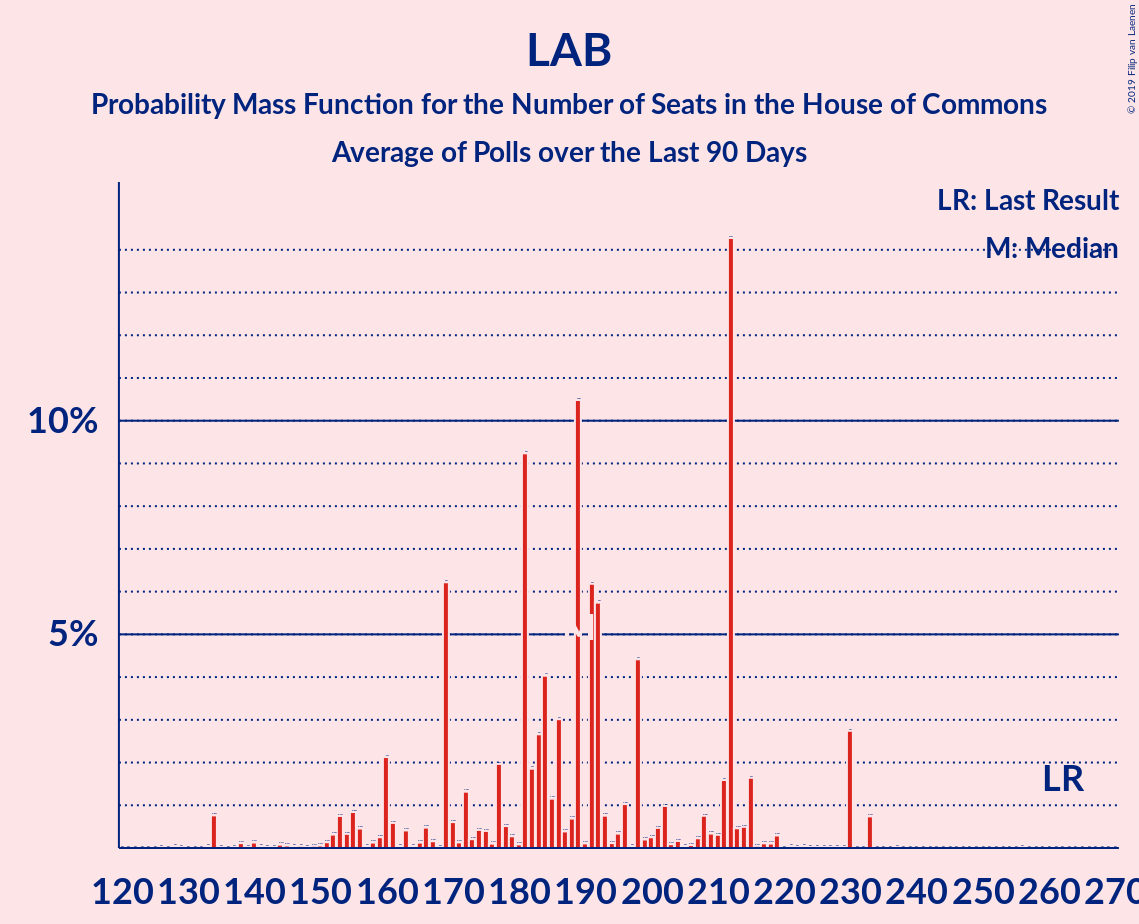 LAB
Probability Mass Function for the Number of Seats in the House of Commons
Average of Polls over the Last 90 Days
© 2019 Filip van Laenen
LR: Last Result
M: Median
10%
5%
M
LR
120 130 140 150 160 170 180 190 200 210 220 230 240 250 260 270